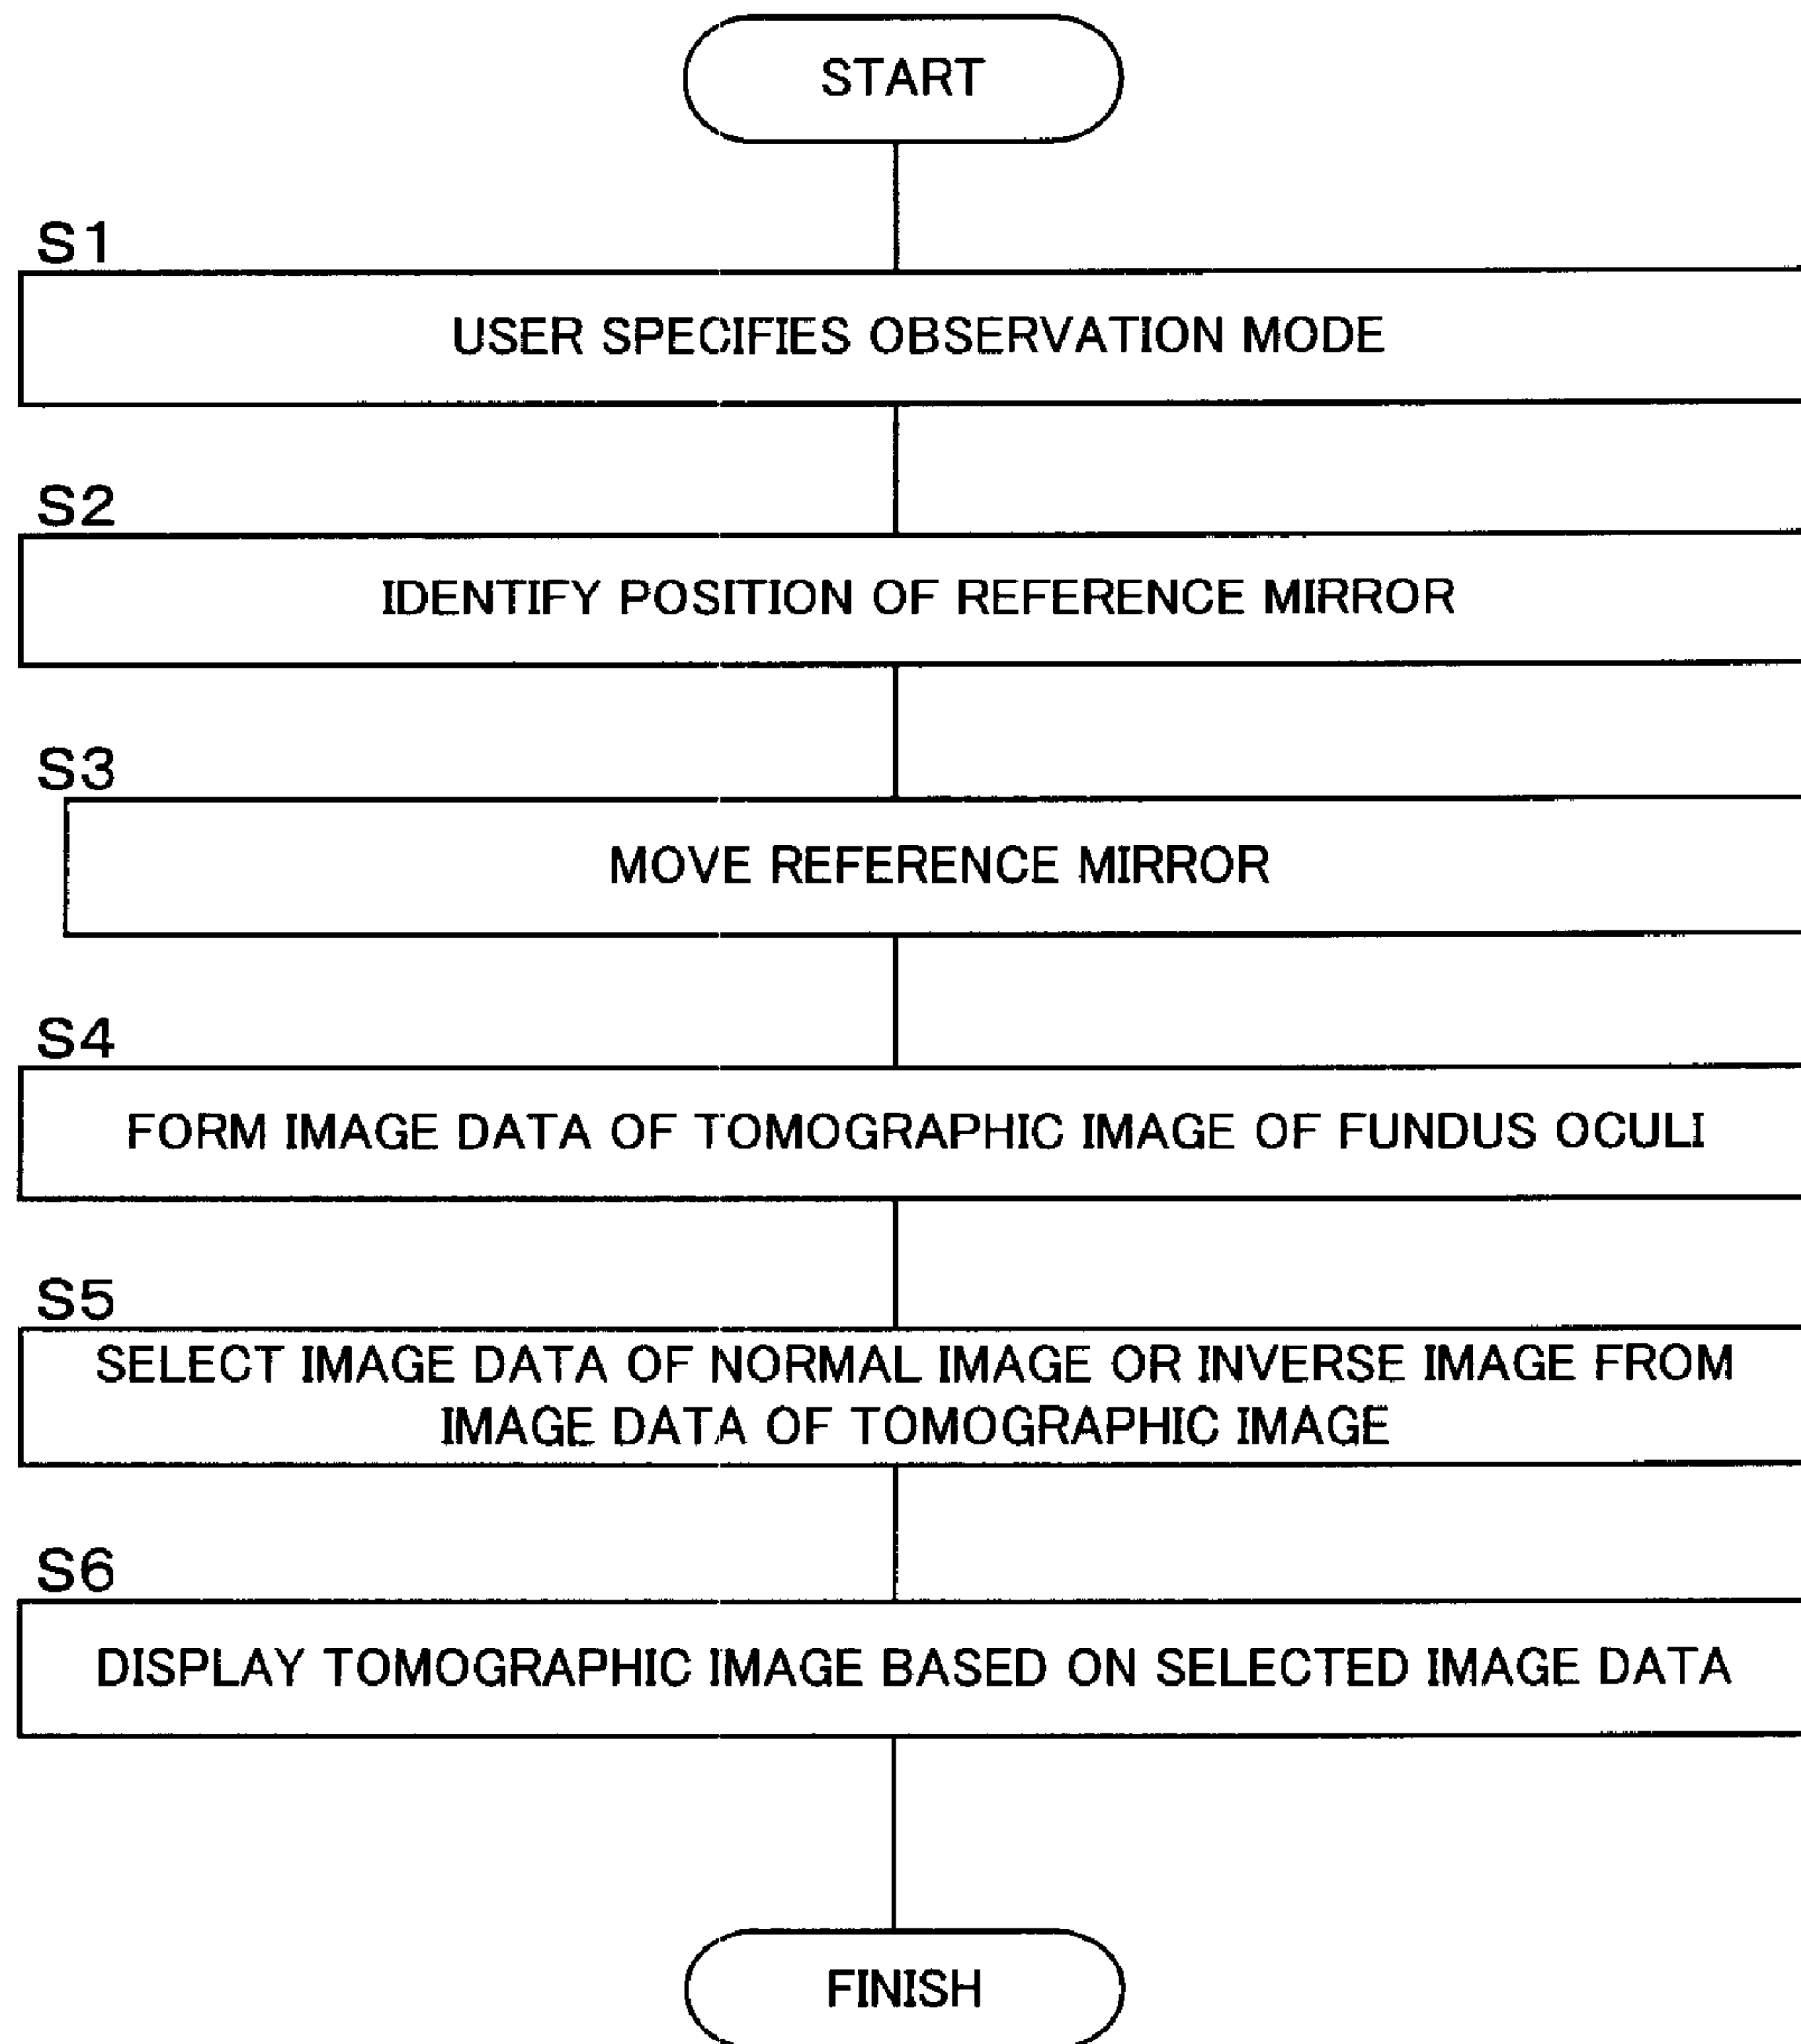 START
S1
USER SPECIFIES OBSERVATION MODE
S2
IDENTIFY POSITION OF REFERENCE MIRROR
S3
MOVE REFERENCE MIRROR
S4
FORM IMAGE DATA OF TOMOGRAPHIC IMAGE OF FUNDUS OCULI
S5
SELECT IMAGE DATA OF NORMAL IMAGE OR INVERSE IMAGE FROM
IMAGE DATA OF TOMOGRAPHIC IMAGE
S6
DISPLAY TOMOGRAPHIC IMAGE BASED ON SELECTED IMAGE DATA
FINISH